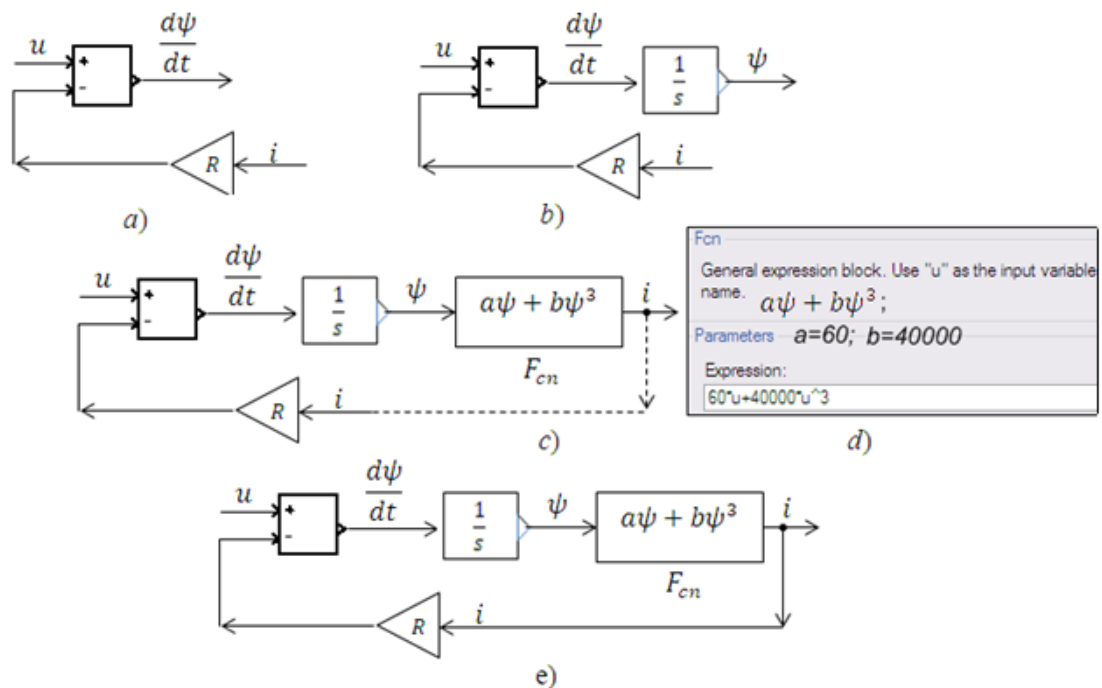 u + - dψ/dt
R i
a)
u + - dψ/dt 1/s ψ
R i
b)
u + - dψ/dt 1/s ψ aψ + bψ³ i
F_cn
R i
c)
Fcn
General expression block. Use "u" as the input variable
name. aψ + bψ³ ;
Parameters a=60; b=40000
Expression:
60*u+40000*u^3
d)
u + - dψ/dt 1/s ψ aψ + bψ³ i
F_cn
R i
e)